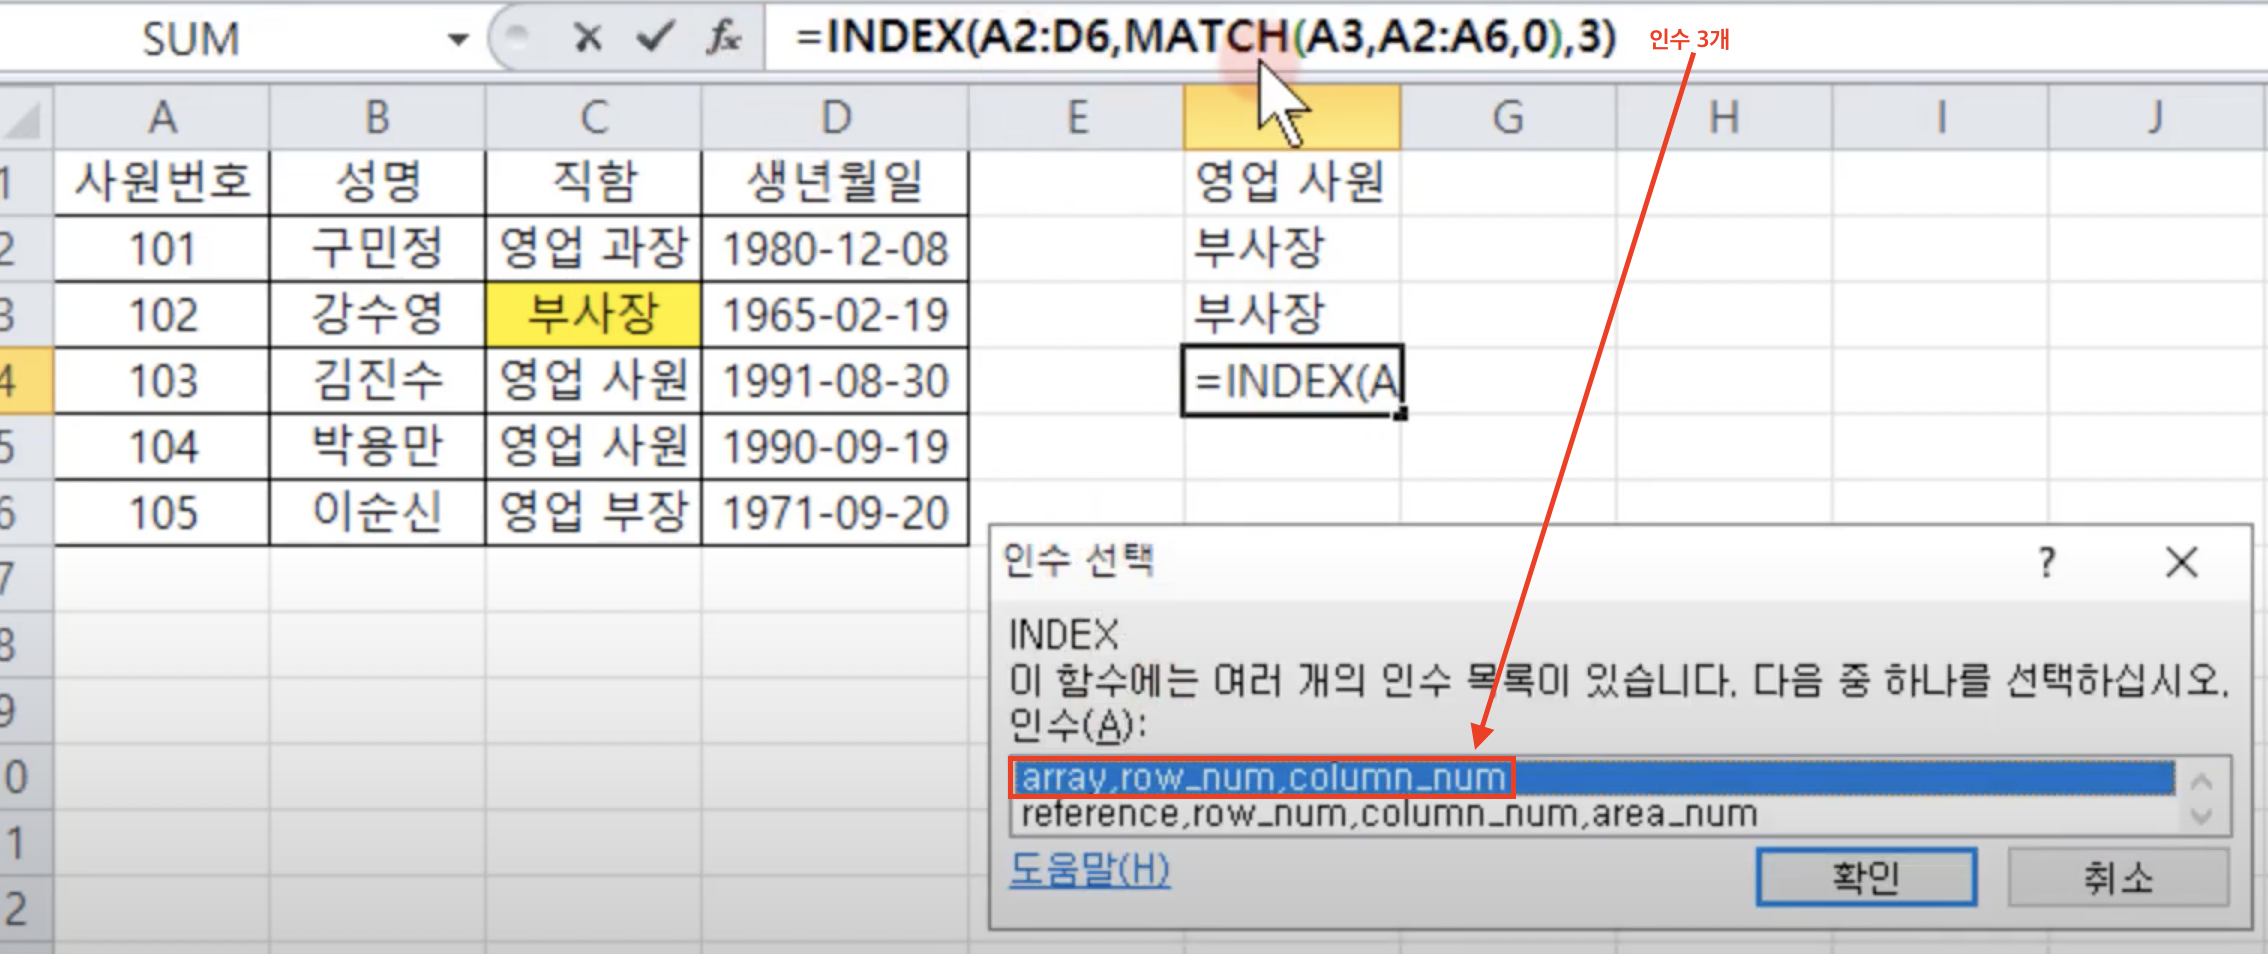 SUM =INDEX(A2:D6,MATCH(A3,A2:A6,0),3) 인수 3개
A B C D E G H I J
1 사원번호 성명 직함 생년월일 영업 사원
2 101 구민정 영업 과장 1980-12-08 부사장
3 102 강수영 부사장 1965-02-19 부사장
4 103 김진수 영업 사원 1991-08-30 =INDEX(A
5 104 박용만 영업 사원 1990-09-19
6 105 이순신 영업 부장 1971-09-20
7
8
9
0
1
2
인수 선택 ?
INDEX
이 함수에는 여러 개의 인수 목록이 있습니다. 다음 중 하나를 선택하십시오.
인수(A):
array,row_num,column_num
reference,row_num,column_num,area_num
도움말(H) 확인 취소